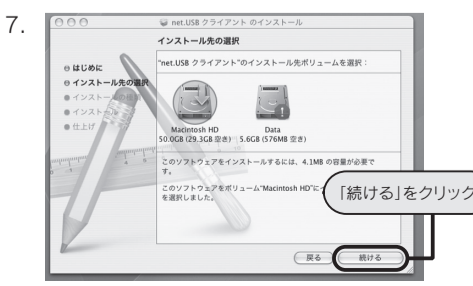 7.
net.USB クライアント のインストール
インストール先の選択
はじめに
インストール先の選択
インストール
インストール
仕上げ
"net.USB クライアント"のインストール先ボリュームを選択：
Macintosh HD
50.0GB (29.3GB 空き)
Data
5.6GB (576MB 空き)
このソフトウェアをインストールするには、4.1MB の容量が必要で
す。
このソフトウェアをボリューム"Macintosh HD"に
を選択しました。
「続ける」をクリック
戻る
続ける